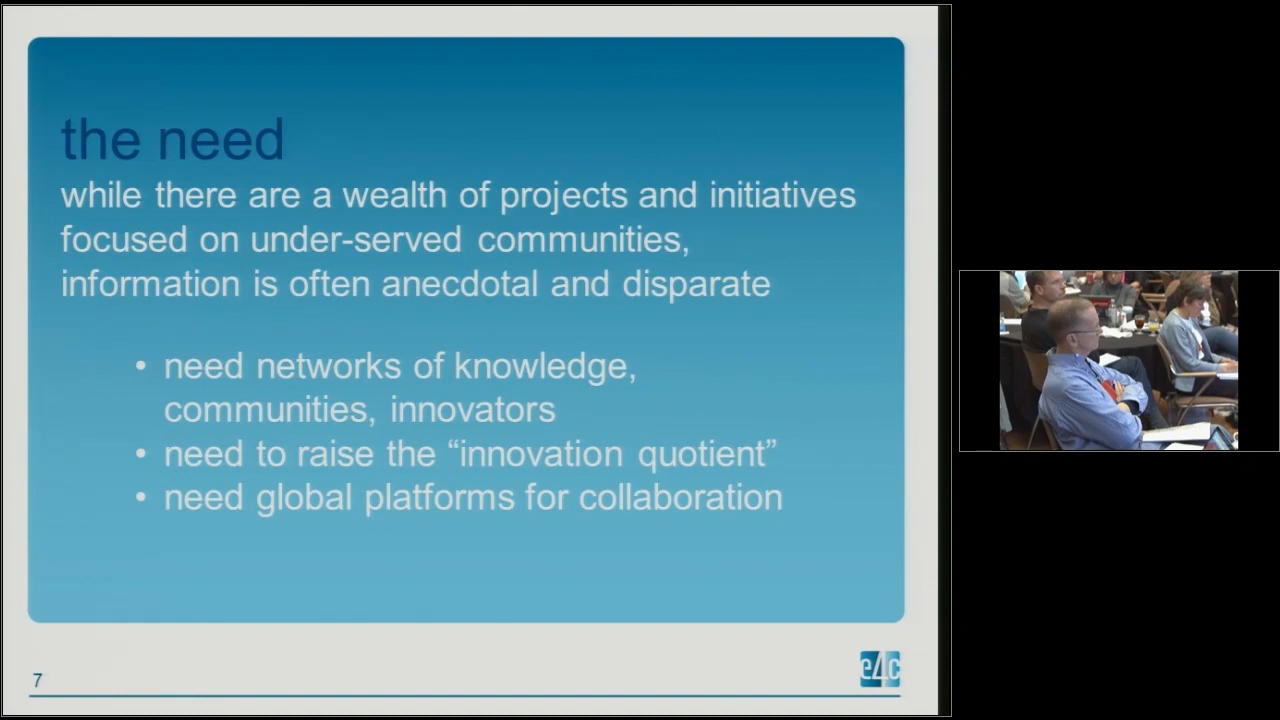 the need
while there are a wealth of projects and initiatives
focused on under-served communities,
information is often anecdotal and disparate
• need networks of knowledge,
communities, innovators
• need to raise the “innovation quotient”
• need global platforms for collaboration
7
e4c